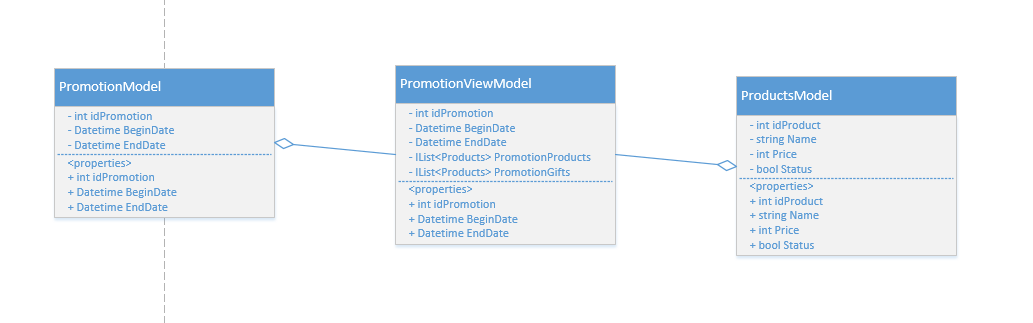 PromotionModel
- int idPromotion
- Datetime BeginDate
- Datetime EndDate
<properties>
+ int idPromotion
+ Datetime BeginDate
+ Datetime EndDate
PromotionViewModel
- int idPromotion
- Datetime BeginDate
- Datetime EndDate
- IList<Products> PromotionProducts
- IList<Products> PromotionGifts
<properties>
+ int idPromotion
+ Datetime BeginDate
+ Datetime EndDate
ProductsModel
- int idProduct
- string Name
- int Price
- bool Status
<properties>
+ int idProduct
+ string Name
+ int Price
+ bool Status